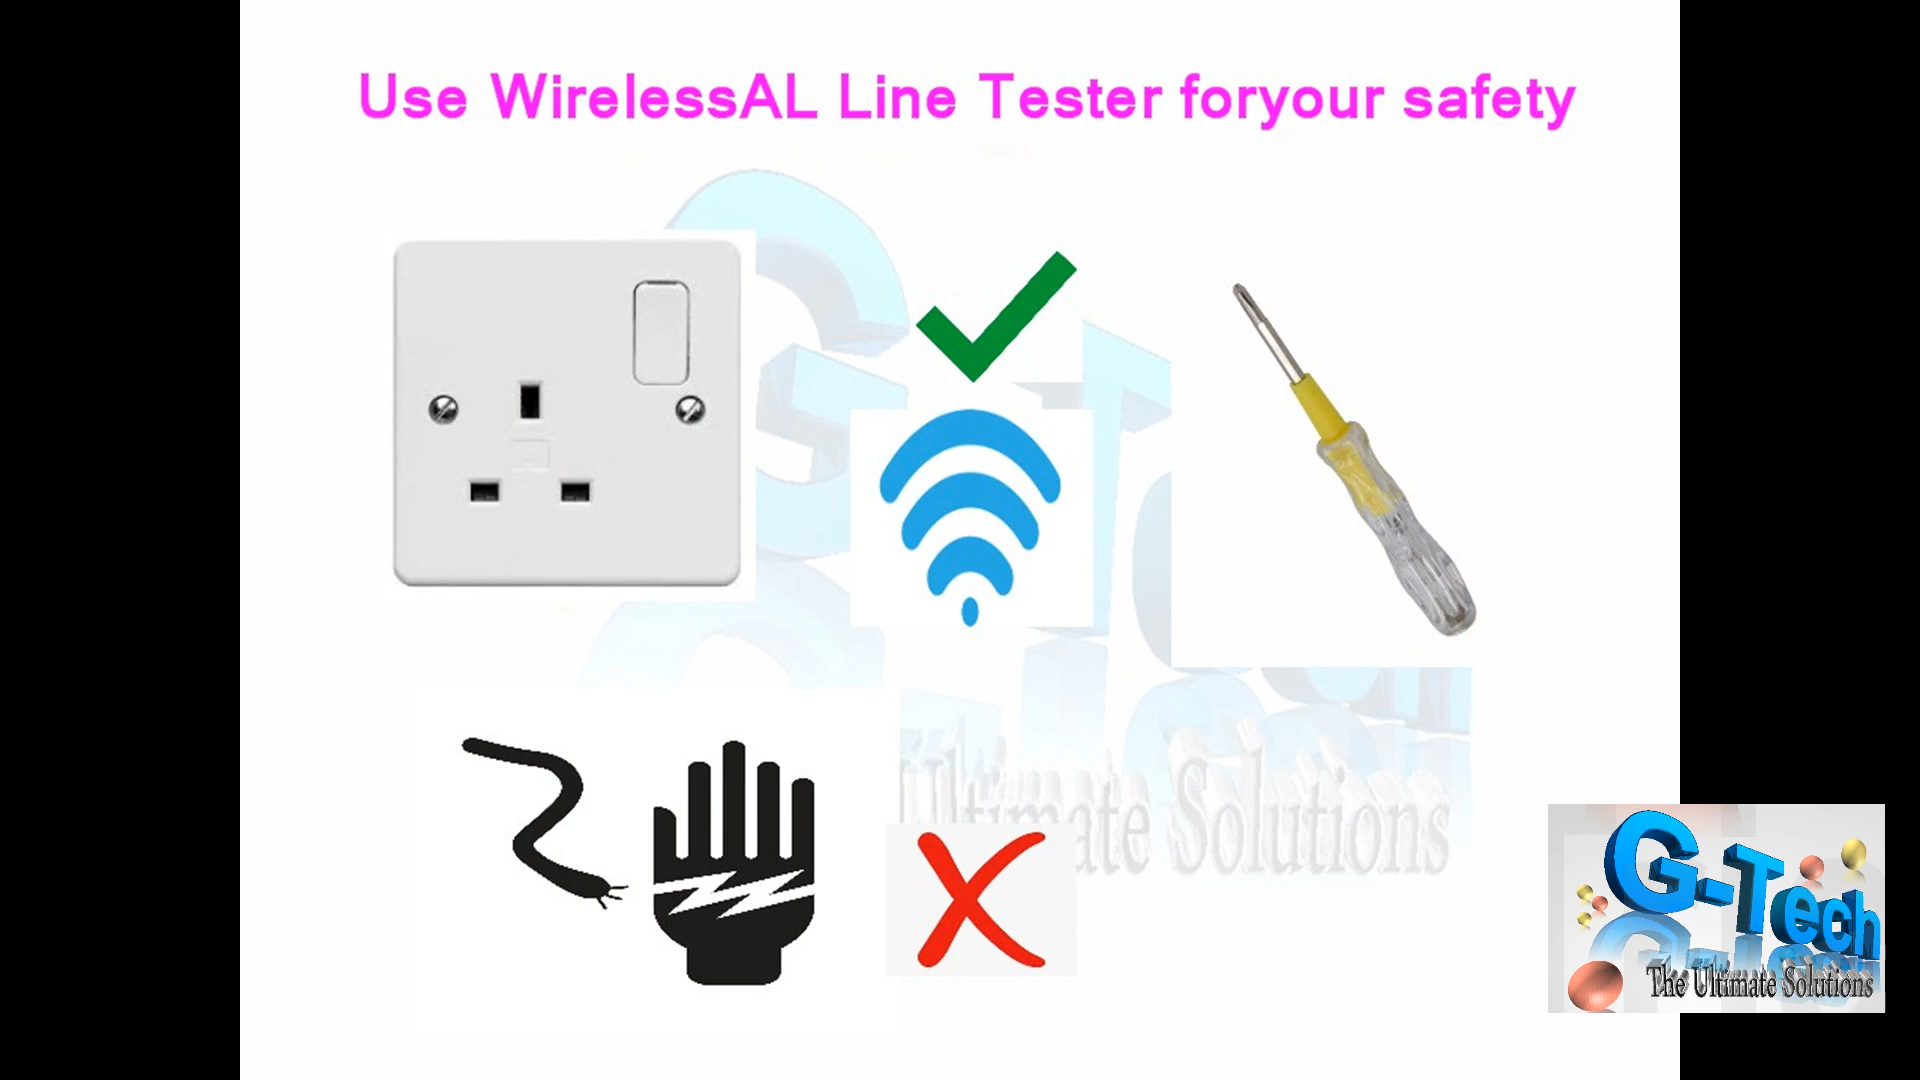 Use WirelessAL Line Tester foryour safety
Ultimate Solutions
G-Tech
The Ultimate Solutions